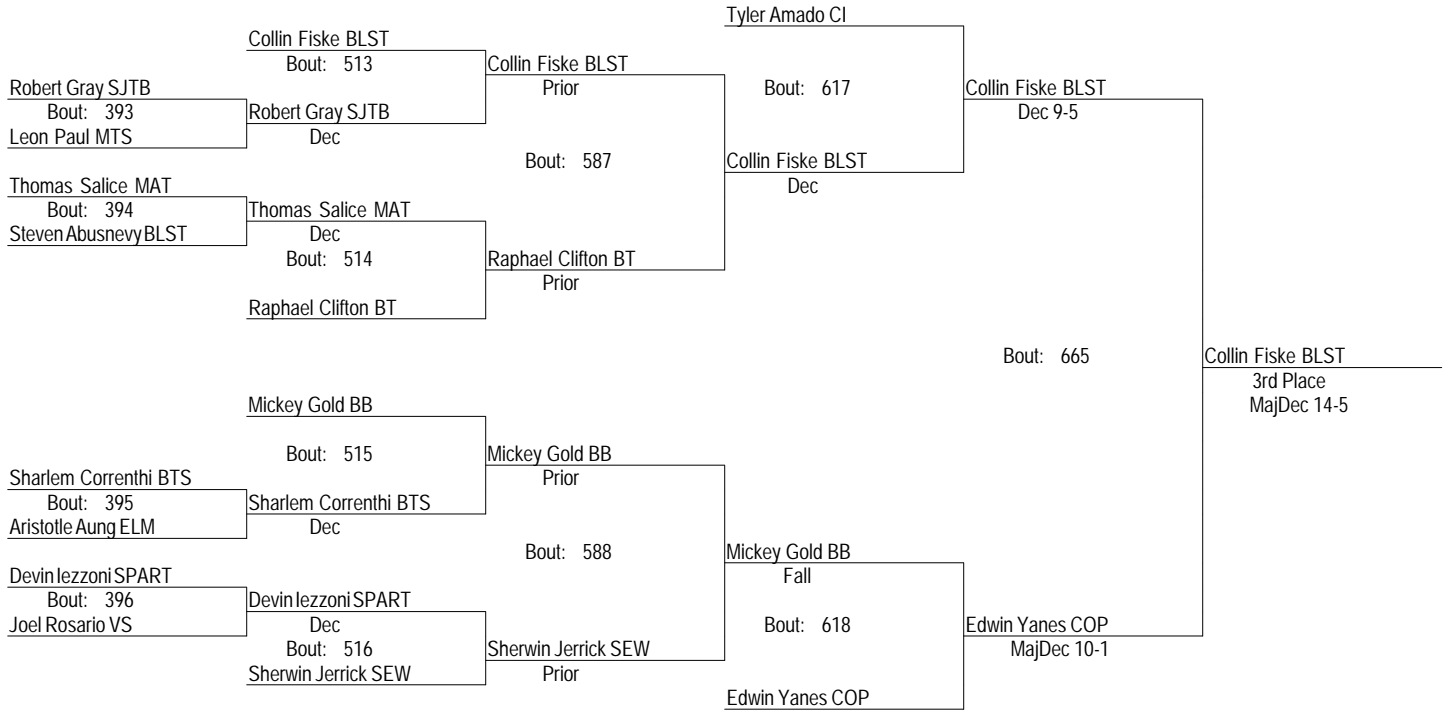 Tyler Amado CI
Collin Fiske BLST
Bout: 513
Collin Fiske BLST
Prior
Bout: 617
Collin Fiske BLST
Dec 9-5
Robert Gray SJTB
Bout: 393
Leon Paul MTS
Robert Gray SJTB
Dec
Bout: 587
Collin Fiske BLST
Dec
Thomas Salice MAT
Bout: 394
Steven Abusnevy BLST
Thomas Salice MAT
Dec
Bout: 514
Raphael Clifton BT
Prior
Raphael Clifton BT
Bout: 665
Collin Fiske BLST
3rd Place
MajDec 14-5
Mickey Gold BB
Bout: 515
Mickey Gold BB
Prior
Sharlem Correnthi BTS
Bout: 395
Aristotle Aung ELM
Sharlem Correnthi BTS
Dec
Bout: 588
Mickey Gold BB
Fall
Devin Iezzoni SPART
Bout: 396
Joel Rosario VS
Devin Iezzoni SPART
Dec
Bout: 516
Sherwin Jerrick SEW
Sherwin Jerrick SEW
Prior
Bout: 618
Edwin Yanes COP
MajDec 10-1
Edwin Yanes COP